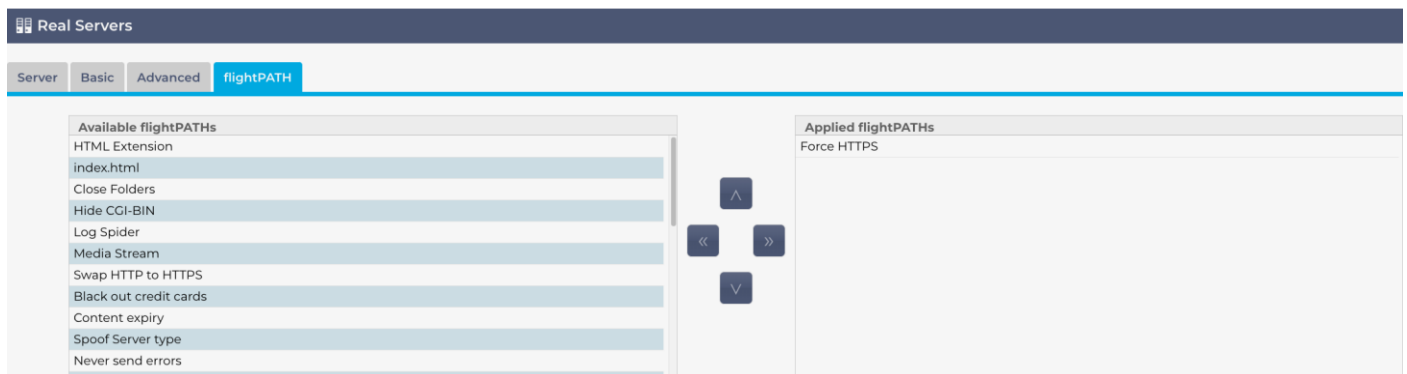 Real Servers
Server Basic Advanced flightPATH
Available flightPATHs
HTML Extension
index.html
Close Folders
Hide CGI-BIN
Log Spider
Media Stream
Swap HTTP to HTTPS
Black out credit cards
Content expiry
Spoof Server type
Never send errors
Applied flightPATHs
Force HTTPS